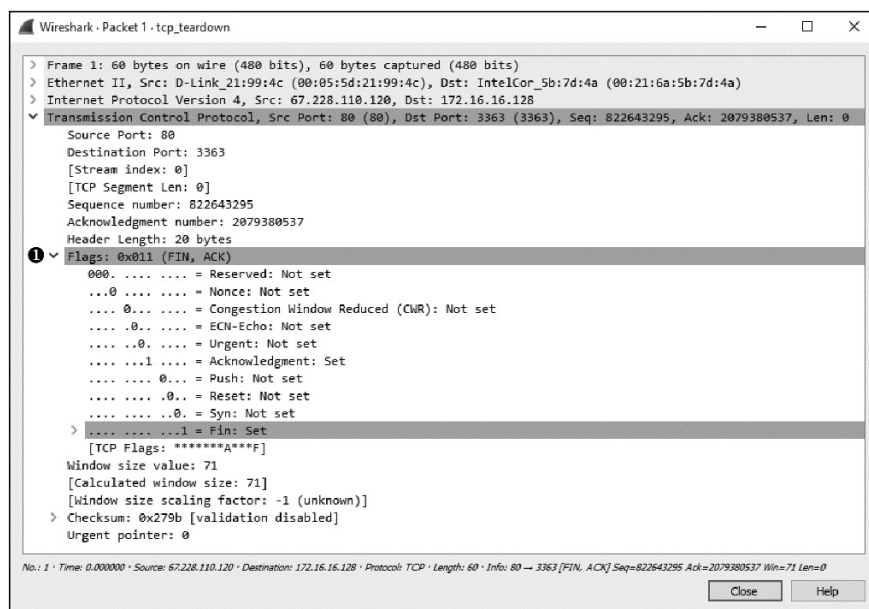 Wireshark · Packet 1 · tcp_teardown
> Frame 1: 60 bytes on wire (480 bits), 60 bytes captured (480 bits)
> Ethernet II, Src: D-Link_21:99:4c (00:05:5d:21:99:4c), Dst: IntelCor_5b:7d:4a (00:21:6a:5b:7d:4a)
> Internet Protocol Version 4, Src: 67.228.110.120, Dst: 172.16.16.128
Transmission Control Protocol, Src Port: 80 (80), Dst Port: 3363 (3363), Seq: 822643295, Ack: 2079380537, Len: 0
Source Port: 80
Destination Port: 3363
[Stream index: 0]
[TCP Segment Len: 0]
Sequence number: 822643295
Acknowledgment number: 2079380537
Header Length: 20 bytes
❶ Flags: 0x011 (FIN, ACK)
000. .... .... = Reserved: Not set
...0 .... .... = Nonce: Not set
.... 0... .... = Congestion Window Reduced (CWR): Not set
.... .0.. .... = ECN-Echo: Not set
.... ..0. .... = Urgent: Not set
.... ...1 .... = Acknowledgment: Set
.... .... 0... = Push: Not set
.... .... .0.. = Reset: Not set
.... .... ..0. = Syn: Not set
> .... .... ...1 = Fin: Set
[TCP Flags: *******A***F]
Window size value: 71
[Calculated window size: 71]
[Window size scaling factor: -1 (unknown)]
> Checksum: 0x279b [validation disabled]
Urgent pointer: 0
No.: 1 · Time: 0.000000 · Source: 67.228.110.120 · Destination: 172.16.16.128 · Protocol: TCP · Length: 60 · Info: 80 → 3363 [FIN, ACK] Seq=822643295 Ack=2079380537 Win=71 Len=0
Close Help